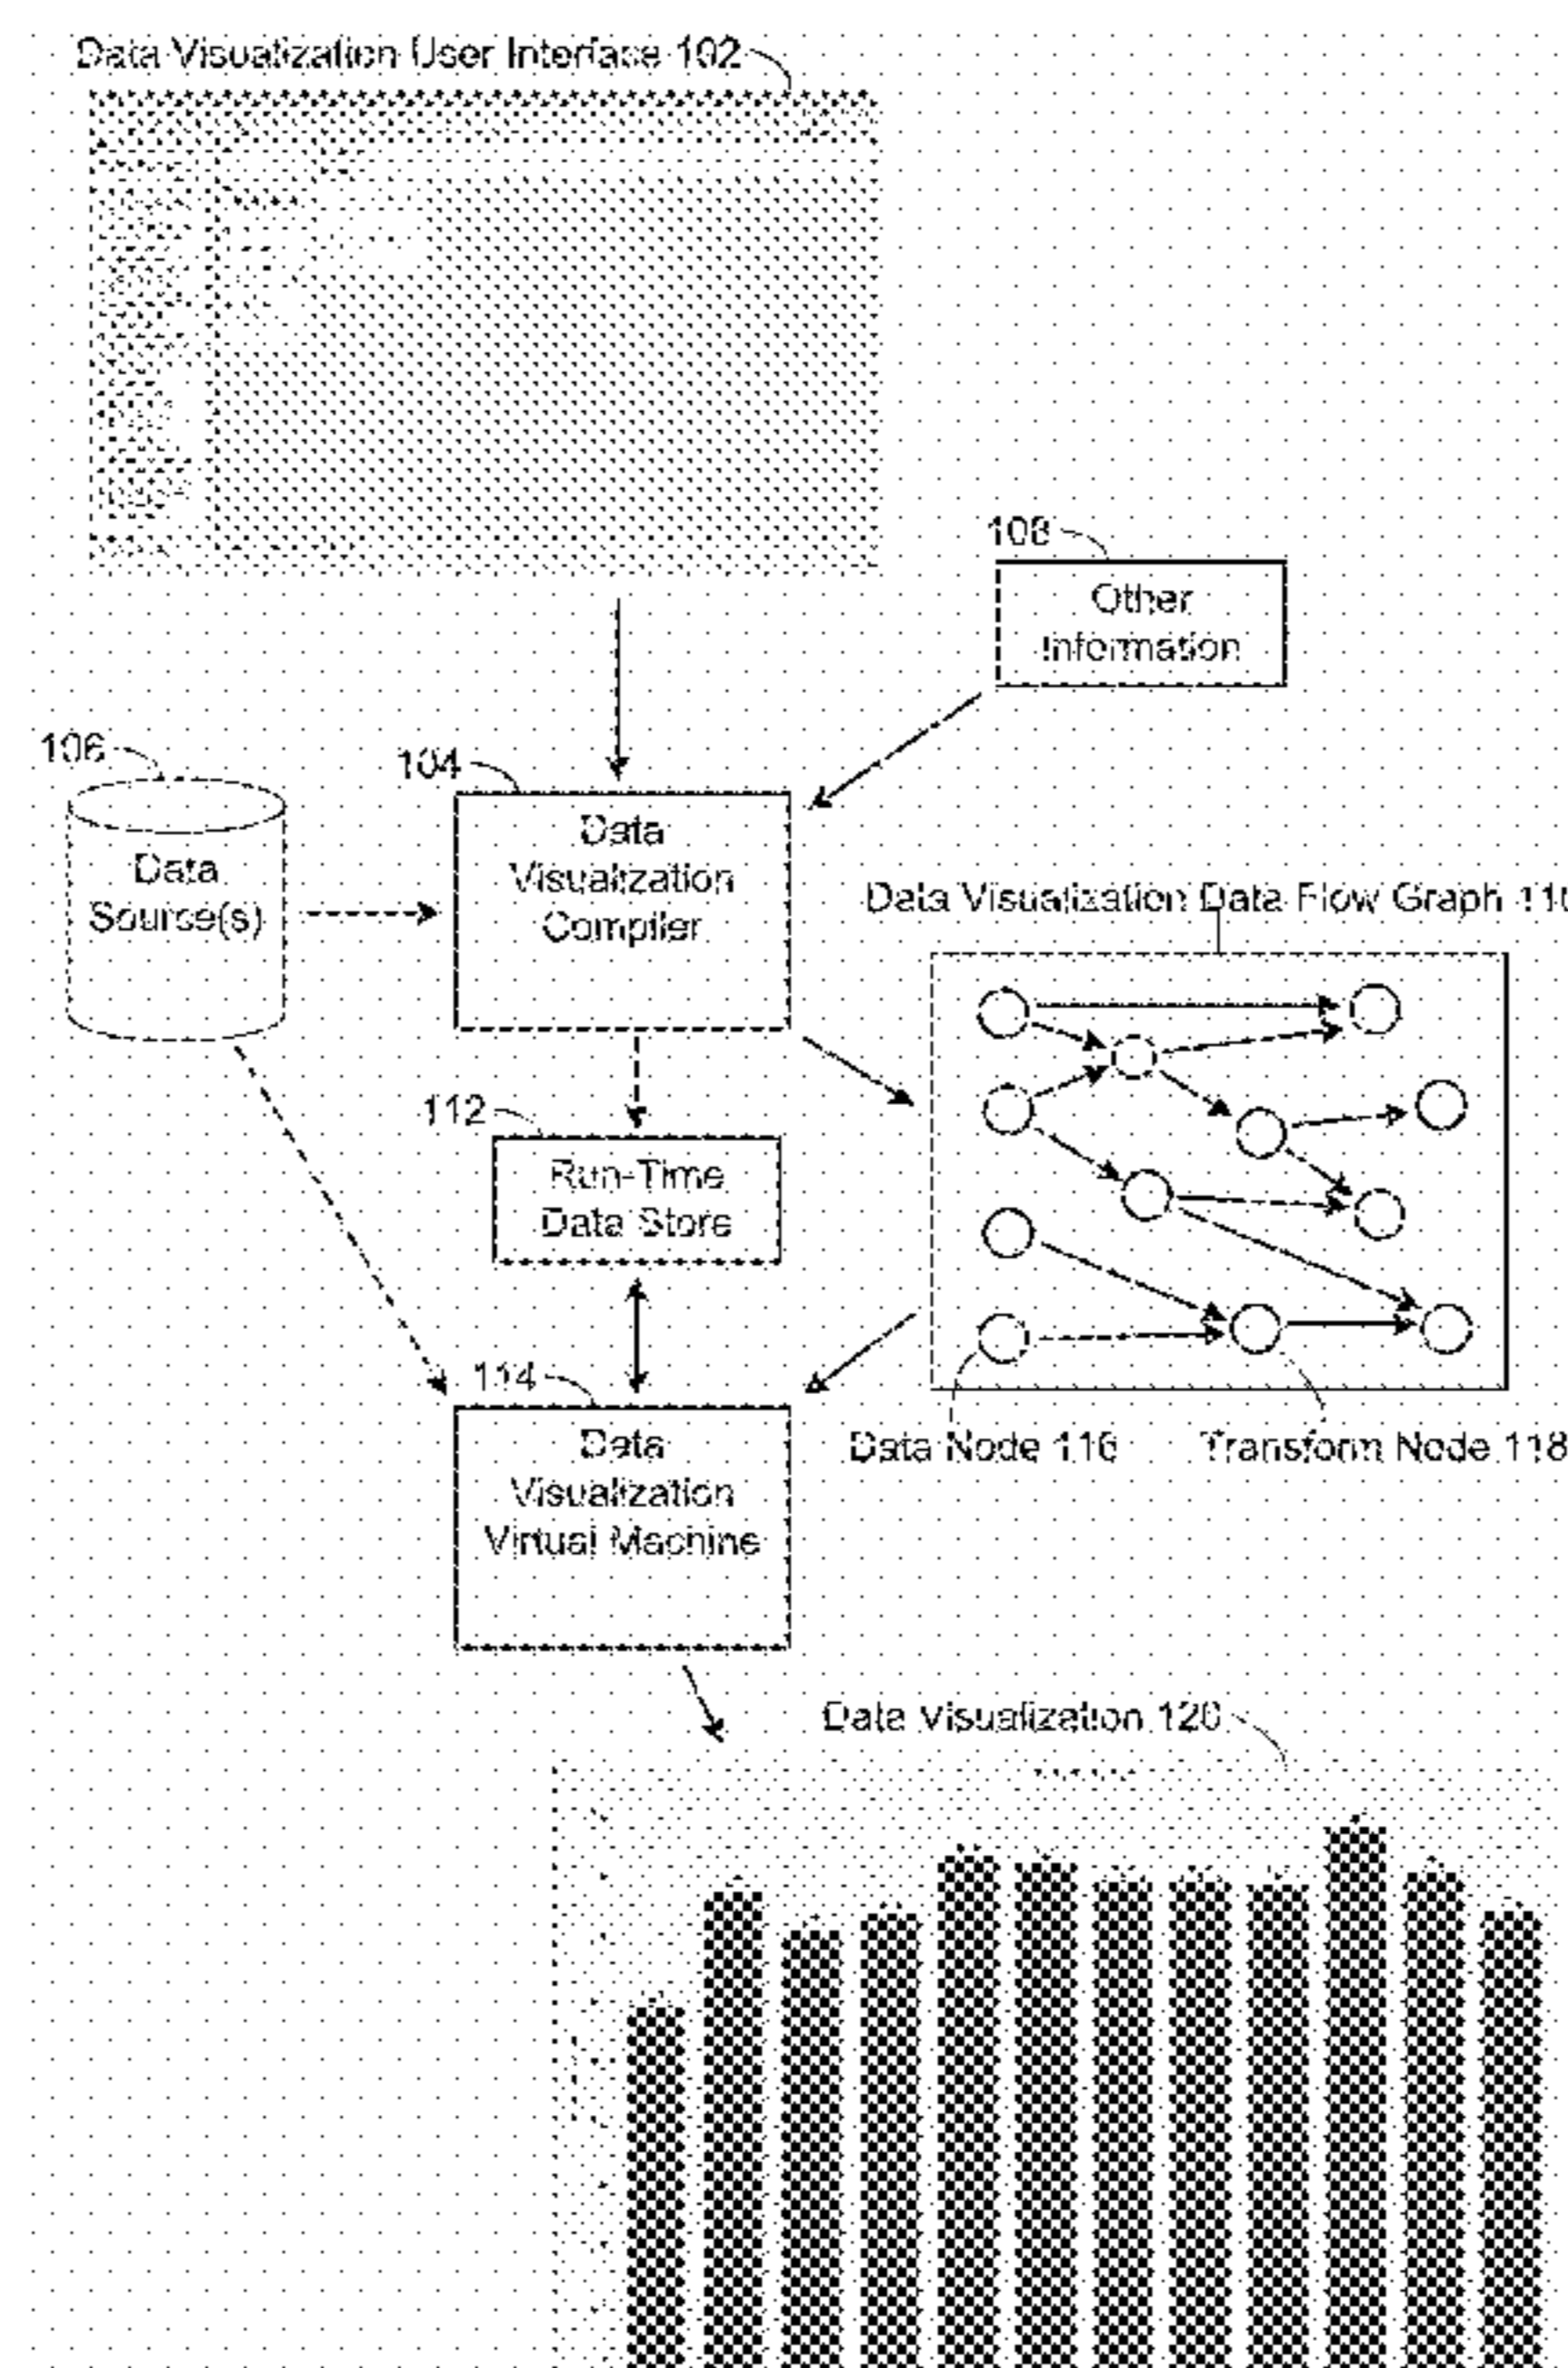 Data Visualization User Interface 102
108
Other
Information
106
104
Data
Source(s)
Data
Visualization
Compiler
Data Visualization Data Flow Graph 110
112
Run-Time
Data Store
114
Data
Visualization
Virtual Machine
Data Node 116
Transform Node 118
Data Visualization 120